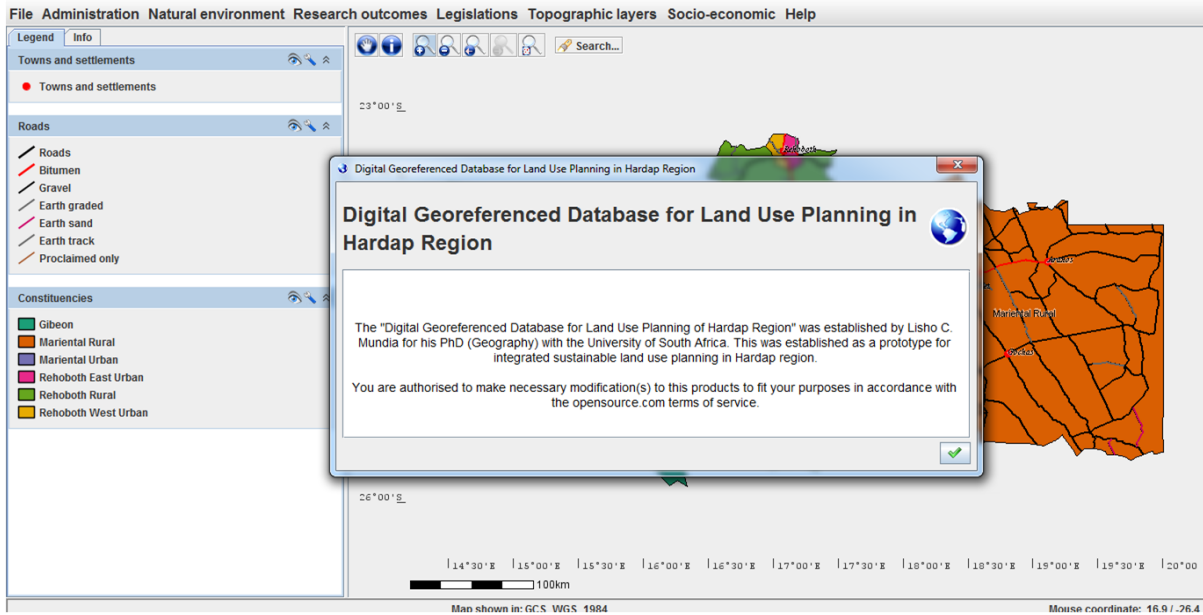 File Administration Natural environment Research outcomes Legislations Topographic layers Socio-economic Help
Legend Info
Search...
Towns and settlements
Towns and settlements
Roads
Roads
Bitumen
Gravel
Earth graded
Earth sand
Earth track
Proclaimed only
Constituencies
Gibeon
Mariental Rural
Mariental Urban
Rehoboth East Urban
Rehoboth Rural
Rehoboth West Urban
23°00'S
Rehoboth
Digital Georeferenced Database for Land Use Planning in Hardap Region
Digital Georeferenced Database for Land Use Planning in
Hardap Region
The "Digital Georeferenced Database for Land Use Planning of Hardap Region" was established by Lisho C.
Mundia for his PhD (Geography) with the University of South Africa. This was established as a prototype for
integrated sustainable land use planning in Hardap region.
You are authorised to make necessary modification(s) to this products to fit your purposes in accordance with
the opensource.com terms of service.
Mariental Rural
26°00'S
14°30'E 15°00'E 15°30'E 16°00'E 16°30'E 17°00'E 17°30'E 18°00'E 18°30'E 19°00'E 19°30'E 20°00
100km
Map shown in: GCS_WGS_1984
Mouse coordinate: 16.9 / -26.4